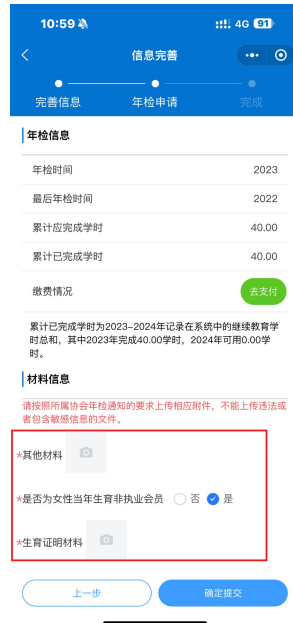 10:59 4G 91
信息完善
完善信息 年检申请 完成
年检信息
年检时间 2023
最后年检时间 2022
累计应完成学时 40.00
累计已完成学时 40.00
缴费情况 去支付
累计已完成学时为2023-2024年记录在系统中的继续教育学
时总和，其中2023年完成40.00学时，2024年可用0.00学
时。
材料信息
请按照所属协会年检通知的要求上传相应附件，不能上传违法或
者包含敏感信息的文件。
*其他材料
*是否为女性当年生育非执业会员 否 是
*生育证明材料
上一步 确定提交